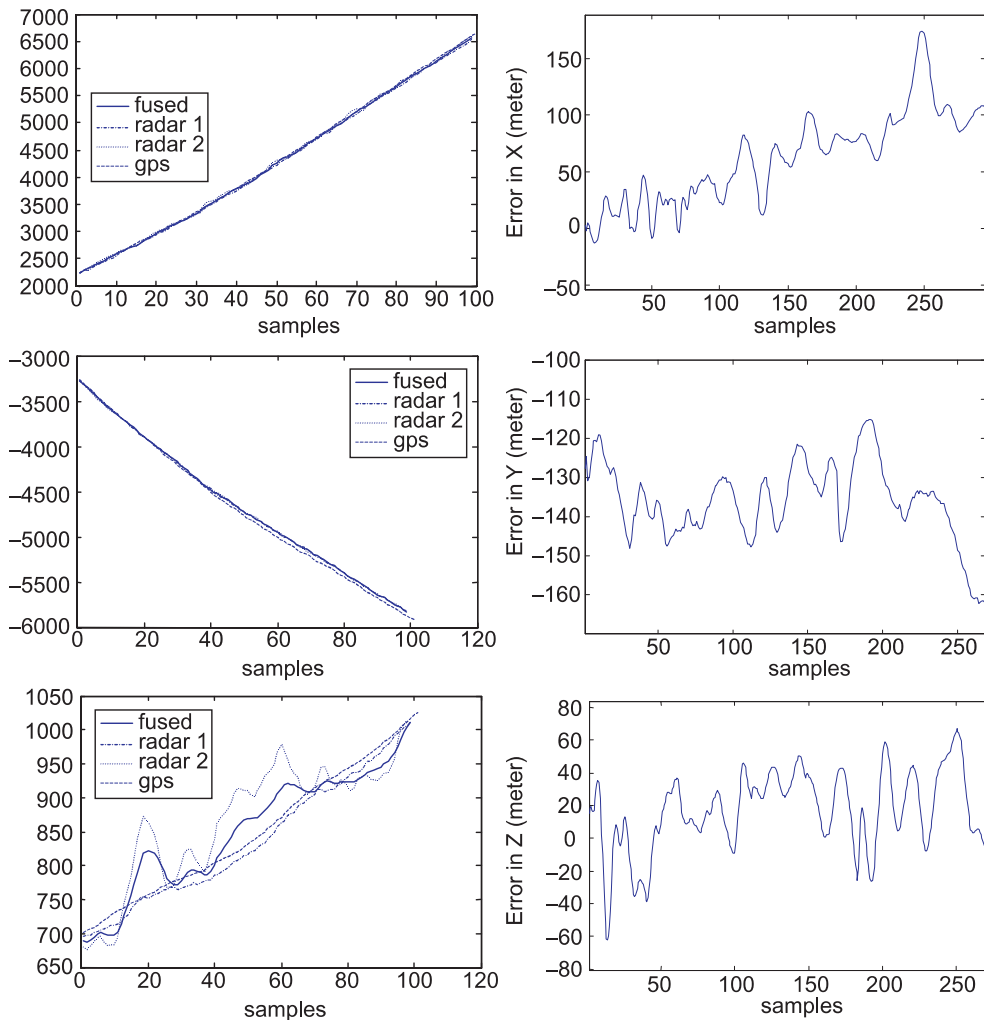 7000
6500
6000
5500
5000
4500
4000
3500
3000
2500
2000
fused
radar 1
radar 2
gps
0 10 20 30 40 50 60 70 80 90 100
samples
Error in X (meter)
150
100
50
0
–50
50 100 150 200 250
samples
–3000
–3500
–4000
–4500
–5000
–5500
–6000
fused
radar 1
radar 2
gps
0 20 40 60 80 100 120
samples
Error in Y (meter)
–100
–110
–120
–130
–140
–150
–160
50 100 150 200 250
samples
1050
1000
950
900
850
800
750
700
650
fused
radar 1
radar 2
gps
0 20 40 60 80 100 120
samples
Error in Z (meter)
80
60
40
20
0
–20
–40
–60
–80
50 100 150 200 250
samples